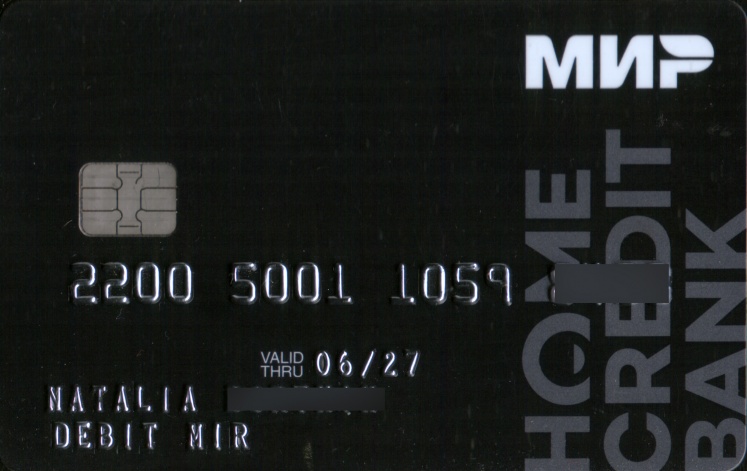 МИР
HOME
CREDIT
BANK
2200 5001 1059
VALID THRU 06/27
NATALIA
DEBIT MIR